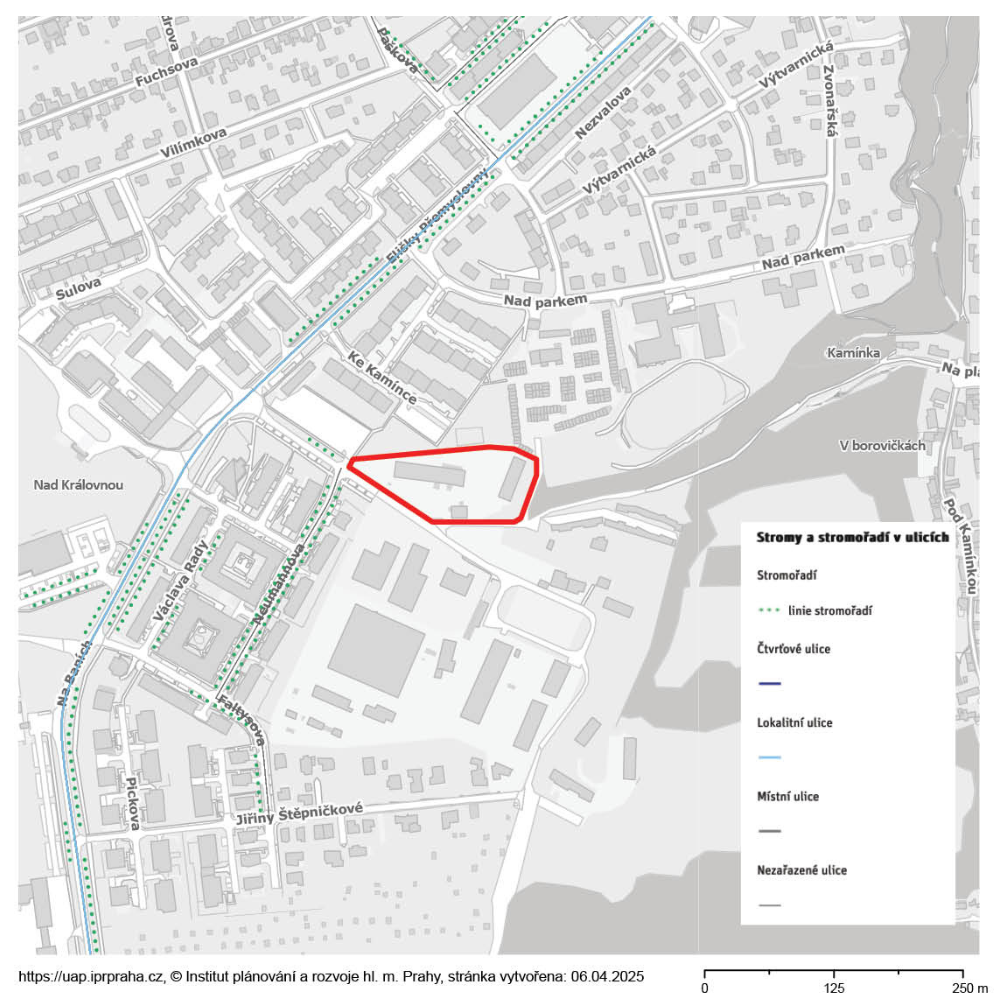 drova
Fuchsova
Paškova
Vilímkova
Nezvalova
Výtvarnická
Zvonařská
Výtvarnická
Elišky Přemyslovny
Nad parkem
Sulova
Nad parkem
Ke Kamínce
Kamínka
Na pla
V borovičkách
Nad Královnou
Pod Kamínkou
Václava Rady
Neumannova
Na Baních
Faltysova
Pickova
Jiřiny Štěpničkové
Stromy a stromořadí v ulicích
Stromořadí
linie stromořadí
Čtvrťové ulice
Lokalitní ulice
Místní ulice
Nezařazené ulice
https://uap.iprpraha.cz, © Institut plánování a rozvoje hl. m. Prahy, stránka vytvořena: 06.04.2025
0 125 250 m